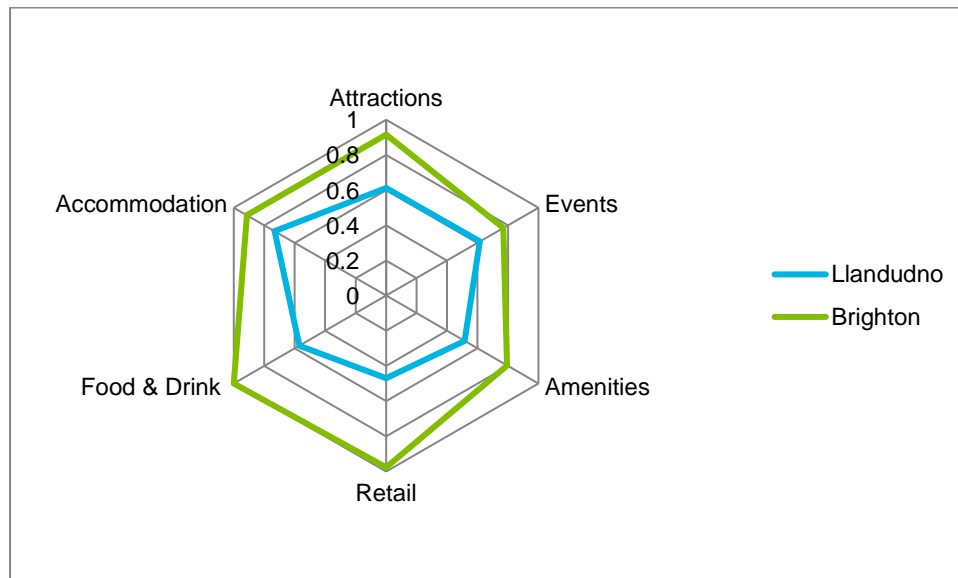 Attractions
1
0.8
Accommodation
Events
0.6
0.4
0.2
Llandudno
0
Brighton
Food & Drink
Amenities
Retail